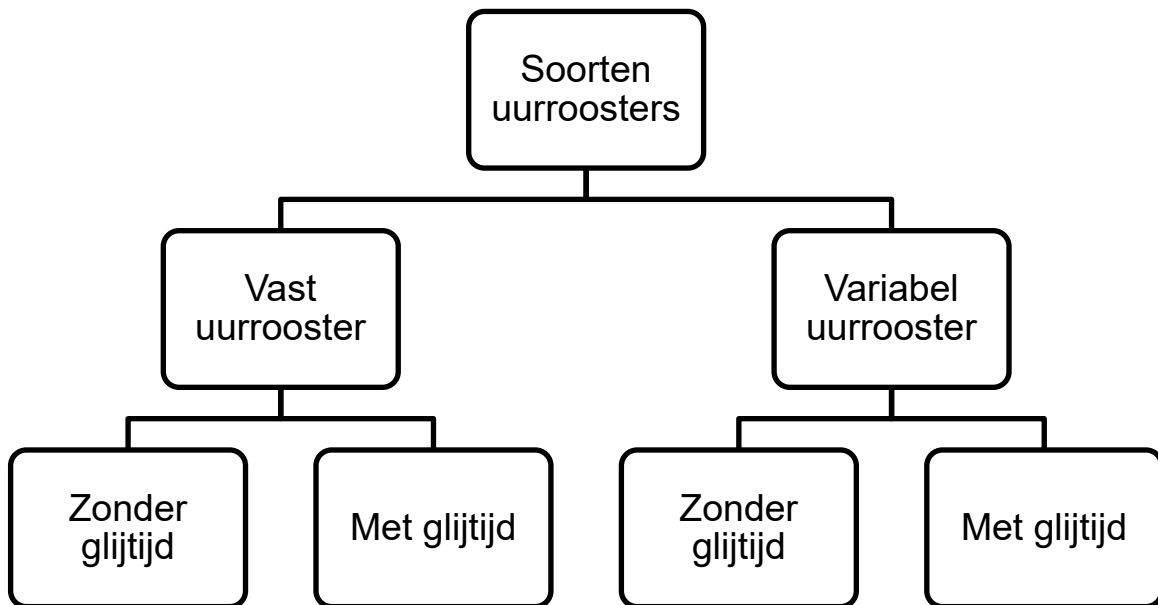 Soorten
uurroosters
Vast
uurrooster
Variabel
uurrooster
Zonder
glijtijd
Met glijtijd
Zonder
glijtijd
Met glijtijd